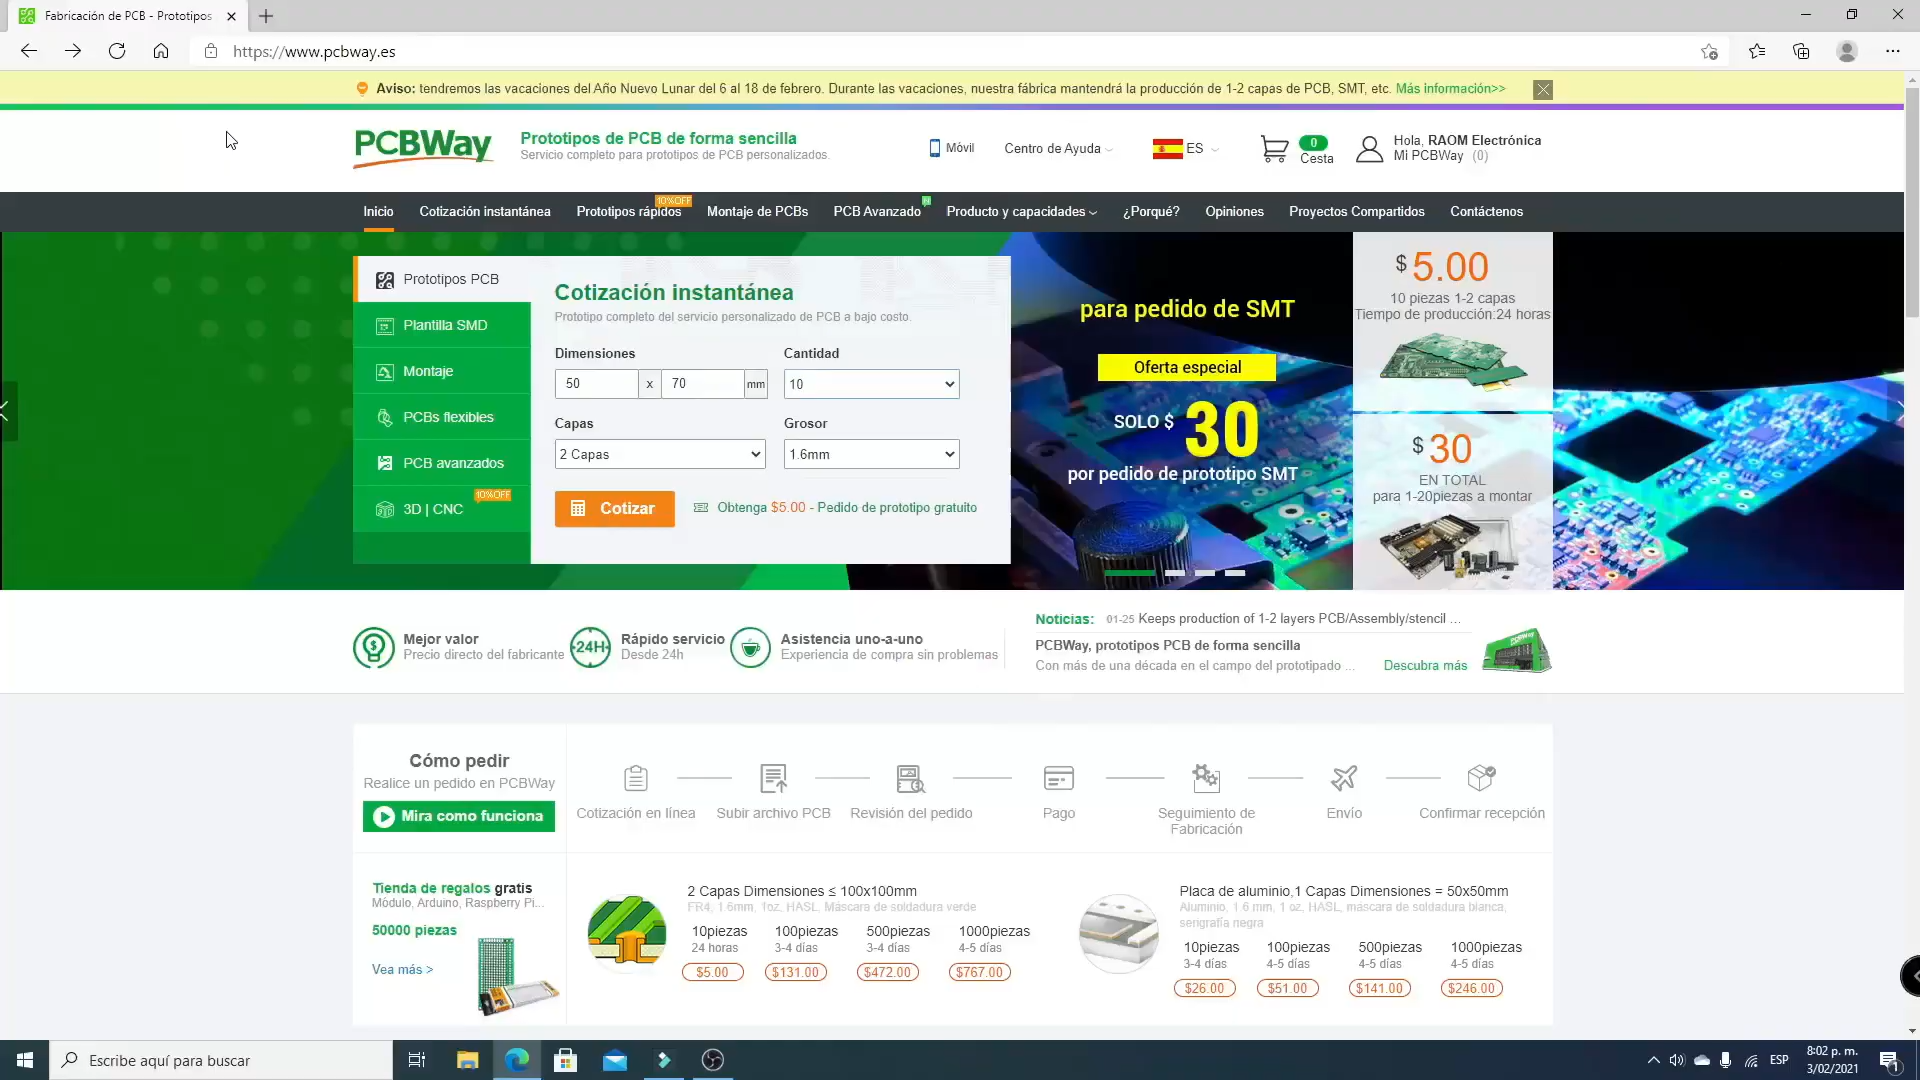 Fabricación de PCB - Prototipos
https://www.pcbway.es
Aviso: tendremos las vacaciones del Año Nuevo Lunar del 6 al 18 de febrero. Durante las vacaciones, nuestra fábrica mantendrá la producción de 1-2 capas de PCB, SMT, etc. Más información>>
PCBWay
Prototipos de PCB de forma sencilla
Servicio completo para prototipos de PCB personalizados.
Móvil
Centro de Ayuda
ES
0
Cesta
Hola, RAOM Electrónica
Mi PCBWay (0)
Inicio
Cotización instantánea
Prototipos rápidos
10%OFF
Montaje de PCBs
PCB Avanzado
N
Producto y capacidades
¿Porqué?
Opiniones
Proyectos Compartidos
Contáctenos
Prototipos PCB
Plantilla SMD
Montaje
PCBs flexibles
PCB avanzados
3D | CNC
10%OFF
Cotización instantánea
Prototipo completo del servicio personalizado de PCB a bajo costo.
Dimensiones
Cantidad
50 x 70 mm
10
Capas
Grosor
2 Capas
1.6mm
Cotizar
Obtenga $5.00 - Pedido de prototipo gratuito
para pedido de SMT
Oferta especial
SOLO $ 30
por pedido de prototipo SMT
$ 5.00
10 piezas 1-2 capas
Tiempo de producción:24 horas
$ 30
EN TOTAL
para 1-20piezas a montar
Mejor valor
Precio directo del fabricante
24H
Rápido servicio
Desde 24h
Asistencia uno-a-uno
Experiencia de compra sin problemas
Noticias: 01-25 Keeps production of 1-2 layers PCB/Assembly/stencil ...
PCBWay, prototipos PCB de forma sencilla
Con más de una década en el campo del prototipado ... Descubra más
PCBWay
Cómo pedir
Realice un pedido en PCBWay
Mira como funciona
Cotización en línea
Subir archivo PCB
Revisión del pedido
Pago
Seguimiento de
Fabricación
Envío
Confirmar recepción
Tienda de regalos gratis
Módulo, Arduino, Raspberry Pi...
50000 piezas
Vea más >
2 Capas Dimensiones ≤ 100x100mm
FR4, 1.6mm, 1oz, HASL, Máscara de soldadura verde
10piezas 100piezas 500piezas 1000piezas
24 horas 3-4 días 3-4 días 4-5 días
$5.00 $131.00 $472.00 $767.00
Placa de aluminio,1 Capas Dimensiones = 50x50mm
Aluminio, 1.6 mm, 1 oz, HASL, máscara de soldadura blanca,
serigrafía negra
10piezas 100piezas 500piezas 1000piezas
3-4 días 4-5 días 4-5 días 4-5 días
$26.00 $51.00 $141.00 $246.00
Escribe aquí para buscar
ESP
8:02 p. m.
3/02/2021
1